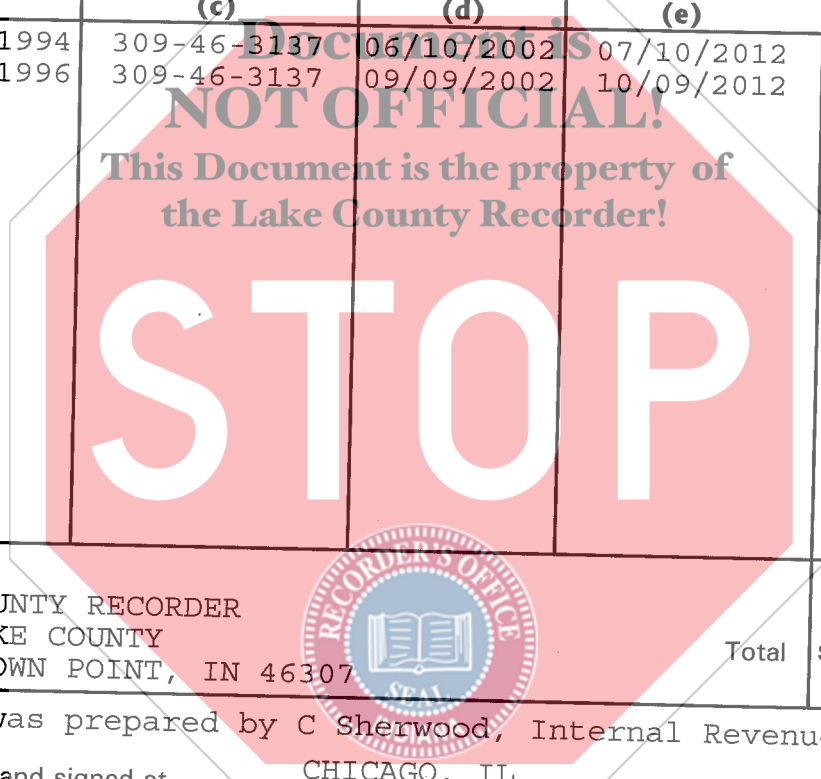 (c) (d) (e)
1994 309-46-3137 06/10/2002 07/10/2012
1996 309-46-3137 09/09/2002 10/09/2012
Document is
NOT OFFICIAL!
This Document is the property of
the Lake County Recorder!
STOP
RECORDER'S OFFICE
SEAL
INDIANA
UNTY RECORDER
KE COUNTY
OWN POINT, IN 46307
Total $
was prepared by C Sherwood, Internal Revenu
and signed at CHICAGO, IL